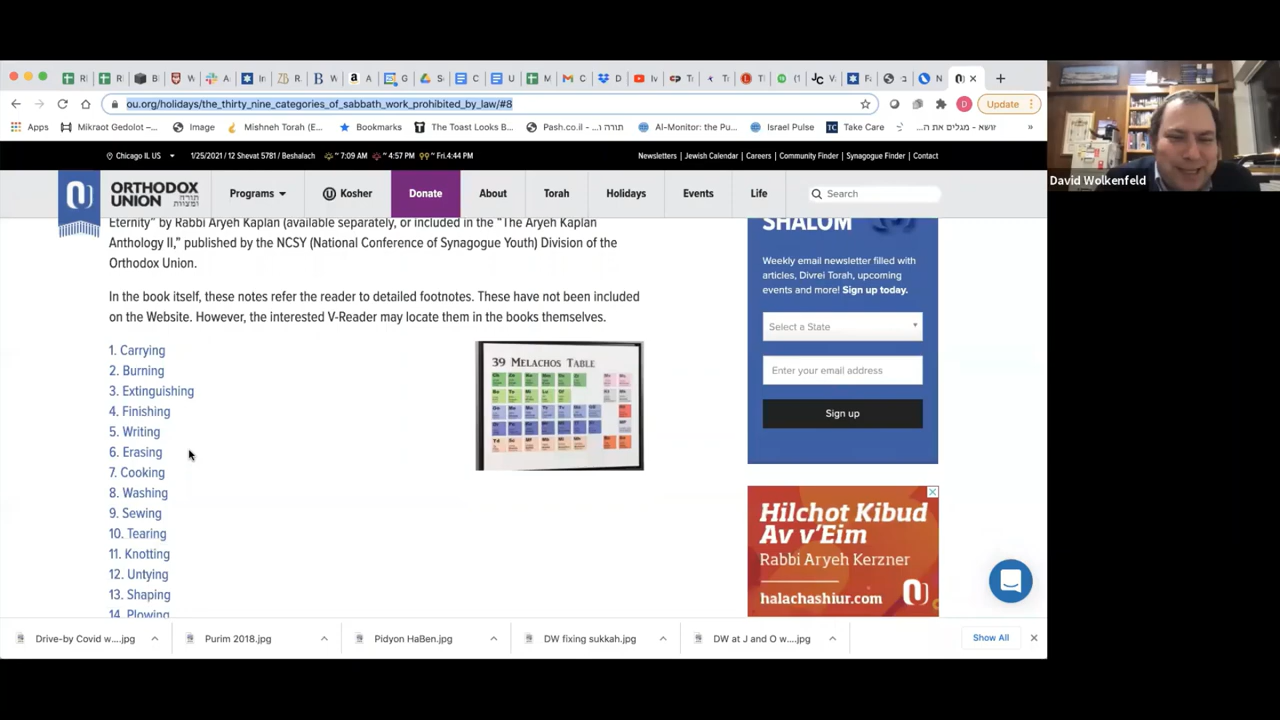 ou.org/holidays/the_thirty_nine_categories_of_sabbath_work_prohibited_by_law/#8
Update
Apps
Mikraot Gedolot –...
Image
Mishneh Torah (E...
Bookmarks
The Toast Looks B...
Pash.co.il – ...תורה ו
AI-Monitor: the Pu...
Israel Pulse
Take Care
...נושא - מגלים את ה
Chicago IL US
1/25/2021 / 12 Shevat 5781 / Beshalach
7:09 AM
4:57 PM
Fri.4:44 PM
Newsletters | Jewish Calendar | Careers | Community Finder | Synagogue Finder | Contact
ORTHODOX
UNION
תורה
ומצוות
Programs
Kosher
Donate
About
Torah
Holidays
Events
Life
Search
Eternity” by Rabbi Aryeh Kaplan (available separately, or included in the “The Aryeh Kaplan
Anthology II,” published by the NCSY (National Conference of Synagogue Youth) Division of the
Orthodox Union.
In the book itself, these notes refer the reader to detailed footnotes. These have not been included
on the Website. However, the interested V-Reader may locate them in the books themselves.
1. Carrying
2. Burning
3. Extinguishing
4. Finishing
5. Writing
6. Erasing
7. Cooking
8. Washing
9. Sewing
10. Tearing
11. Knotting
12. Untying
13. Shaping
14. Plowing
39 MELACHOS TABLE
SHALOM
Weekly email newsletter filled with
articles, Divrei Torah, upcoming
events and more! Sign up today.
Select a State
Enter your email address
Sign up
Hilchot Kibud
Av v’Eim
Rabbi Aryeh Kerzner
halachashiur.com
Drive-by Covid w....jpg
Purim 2018.jpg
Pidyon HaBen.jpg
DW fixing sukkah.jpg
DW at J and O w....jpg
Show All
David Wolkenfeld